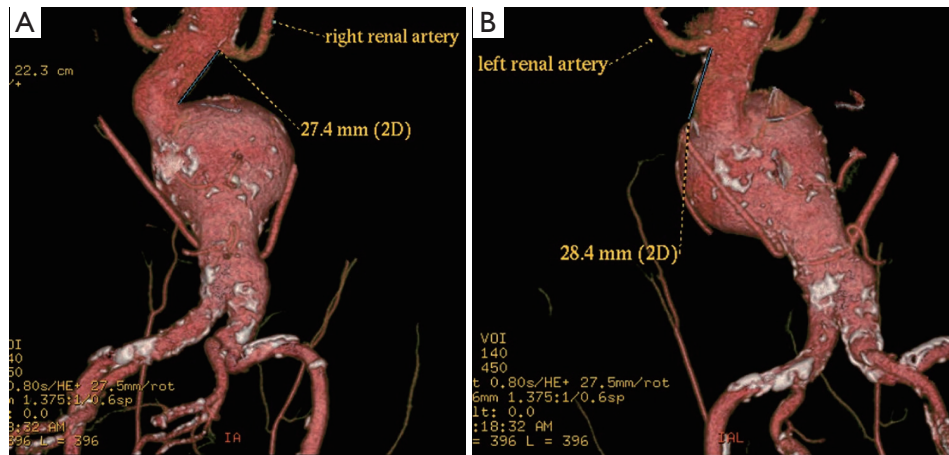 A
right renal artery
22.3 cm
27.4 mm (2D)
0.80s/HE+ 27.5mm/rot
1.375:1/0.6sp
: 0.0
:32 AM
396 L = 396
IA
B
left renal artery
28.4 mm (2D)
VOI
140
450
t 0.80s/HE+ 27.5mm/rot
6mm 1.375:1/0.6sp
lt: 0.0
:18:32 AM
= 396 L = 396
IAL